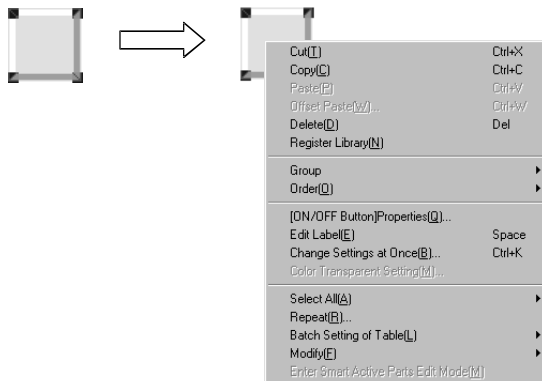 Cut(T) Ctrl+X
Copy(C) Ctrl+C
Paste(P) Ctrl+V
Offset Paste(W)... Ctrl+W
Delete(D) Del
Register Library(N)
Group
Order(O)
[ON/OFF Button]Properties(Q)...
Edit Label(E) Space
Change Settings at Once(B)... Ctrl+K
Color Transparent Setting(M)...
Select All(A)
Repeat(R)...
Batch Setting of Table(L)
Modify(F)
Enter Smart Active Parts Edit Mode(M)